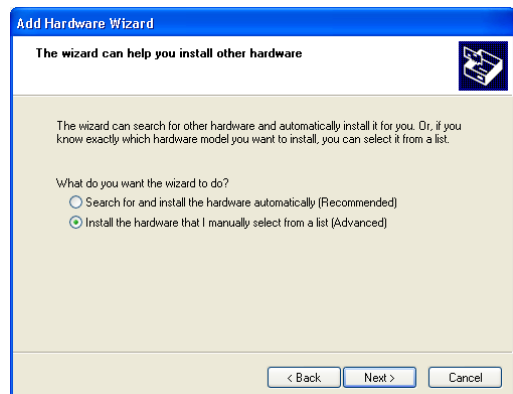 Add Hardware Wizard
The wizard can help you install other hardware
The wizard can search for other hardware and automatically install it for you. Or, if you
know exactly which hardware model you want to install, you can select it from a list.
What do you want the wizard to do?
Search for and install the hardware automatically (Recommended)
Install the hardware that I manually select from a list (Advanced)
< Back Next > Cancel